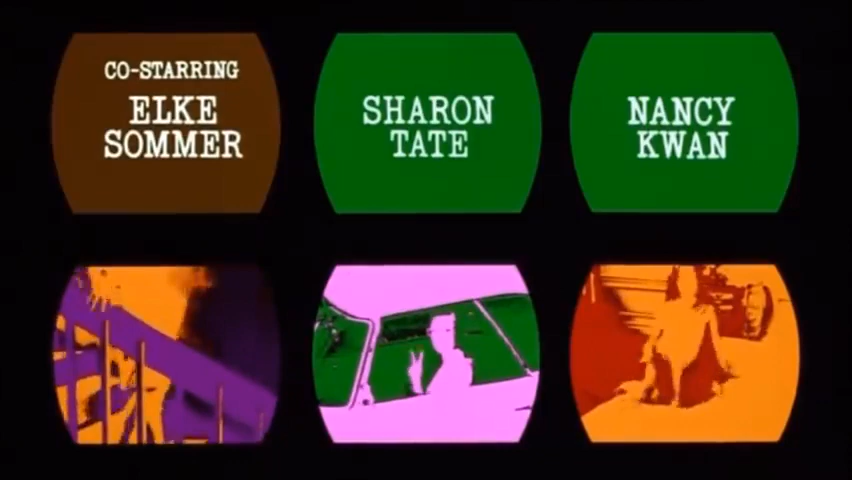 CO-STARRING
ELKE
SOMMER
SHARON
TATE
NANCY
KWAN